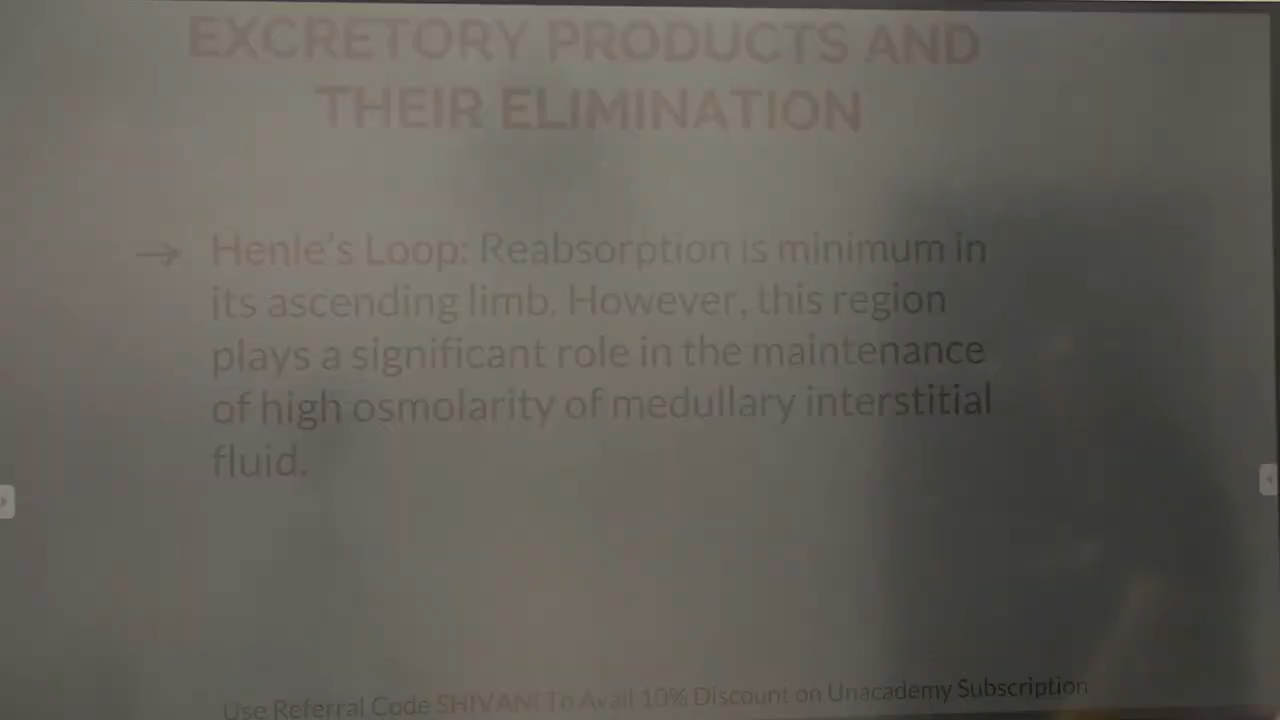 EXCRETORY PRODUCTS AND
THEIR ELIMINATION
→ Henle's Loop: Reabsorption is minimum in
its ascending limb. However, this region
plays a significant role in the maintenance
of high osmolarity of medullary interstitial
fluid.
Use Referral Code SHIVANI To Avail 10% Discount on Unacademy Subscription